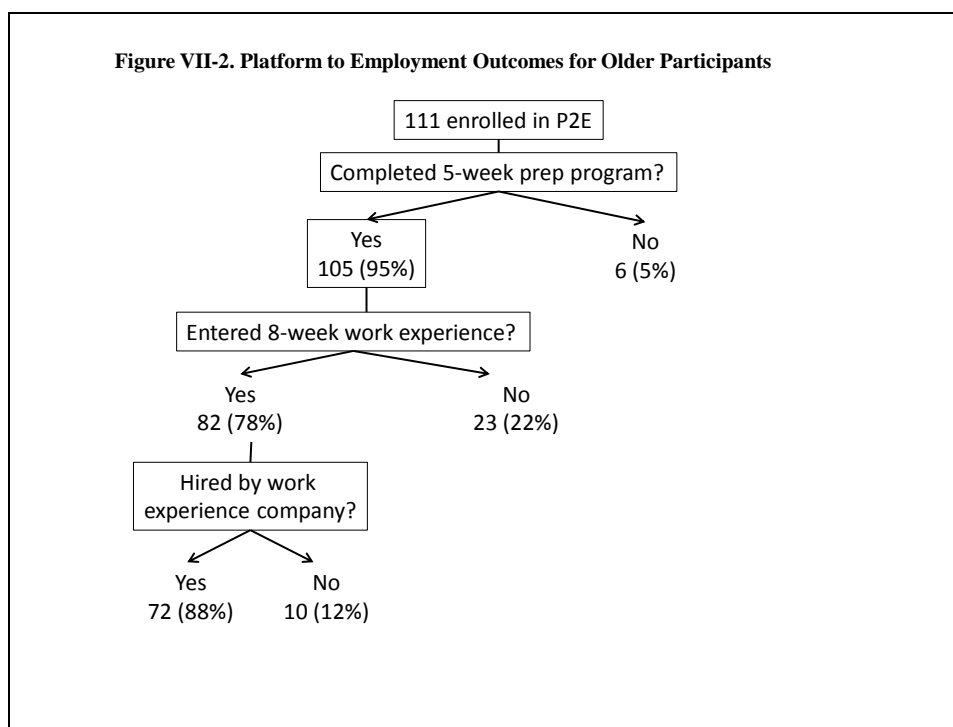 Figure VII-2. Platform to Employment Outcomes for Older Participants
111 enrolled in P2E
Completed 5-week prep program?
Yes
105 (95%)
No
6 (5%)
Entered 8-week work experience?
Yes
82 (78%)
No
23 (22%)
Hired by work
experience company?
Yes
72 (88%)
No
10 (12%)